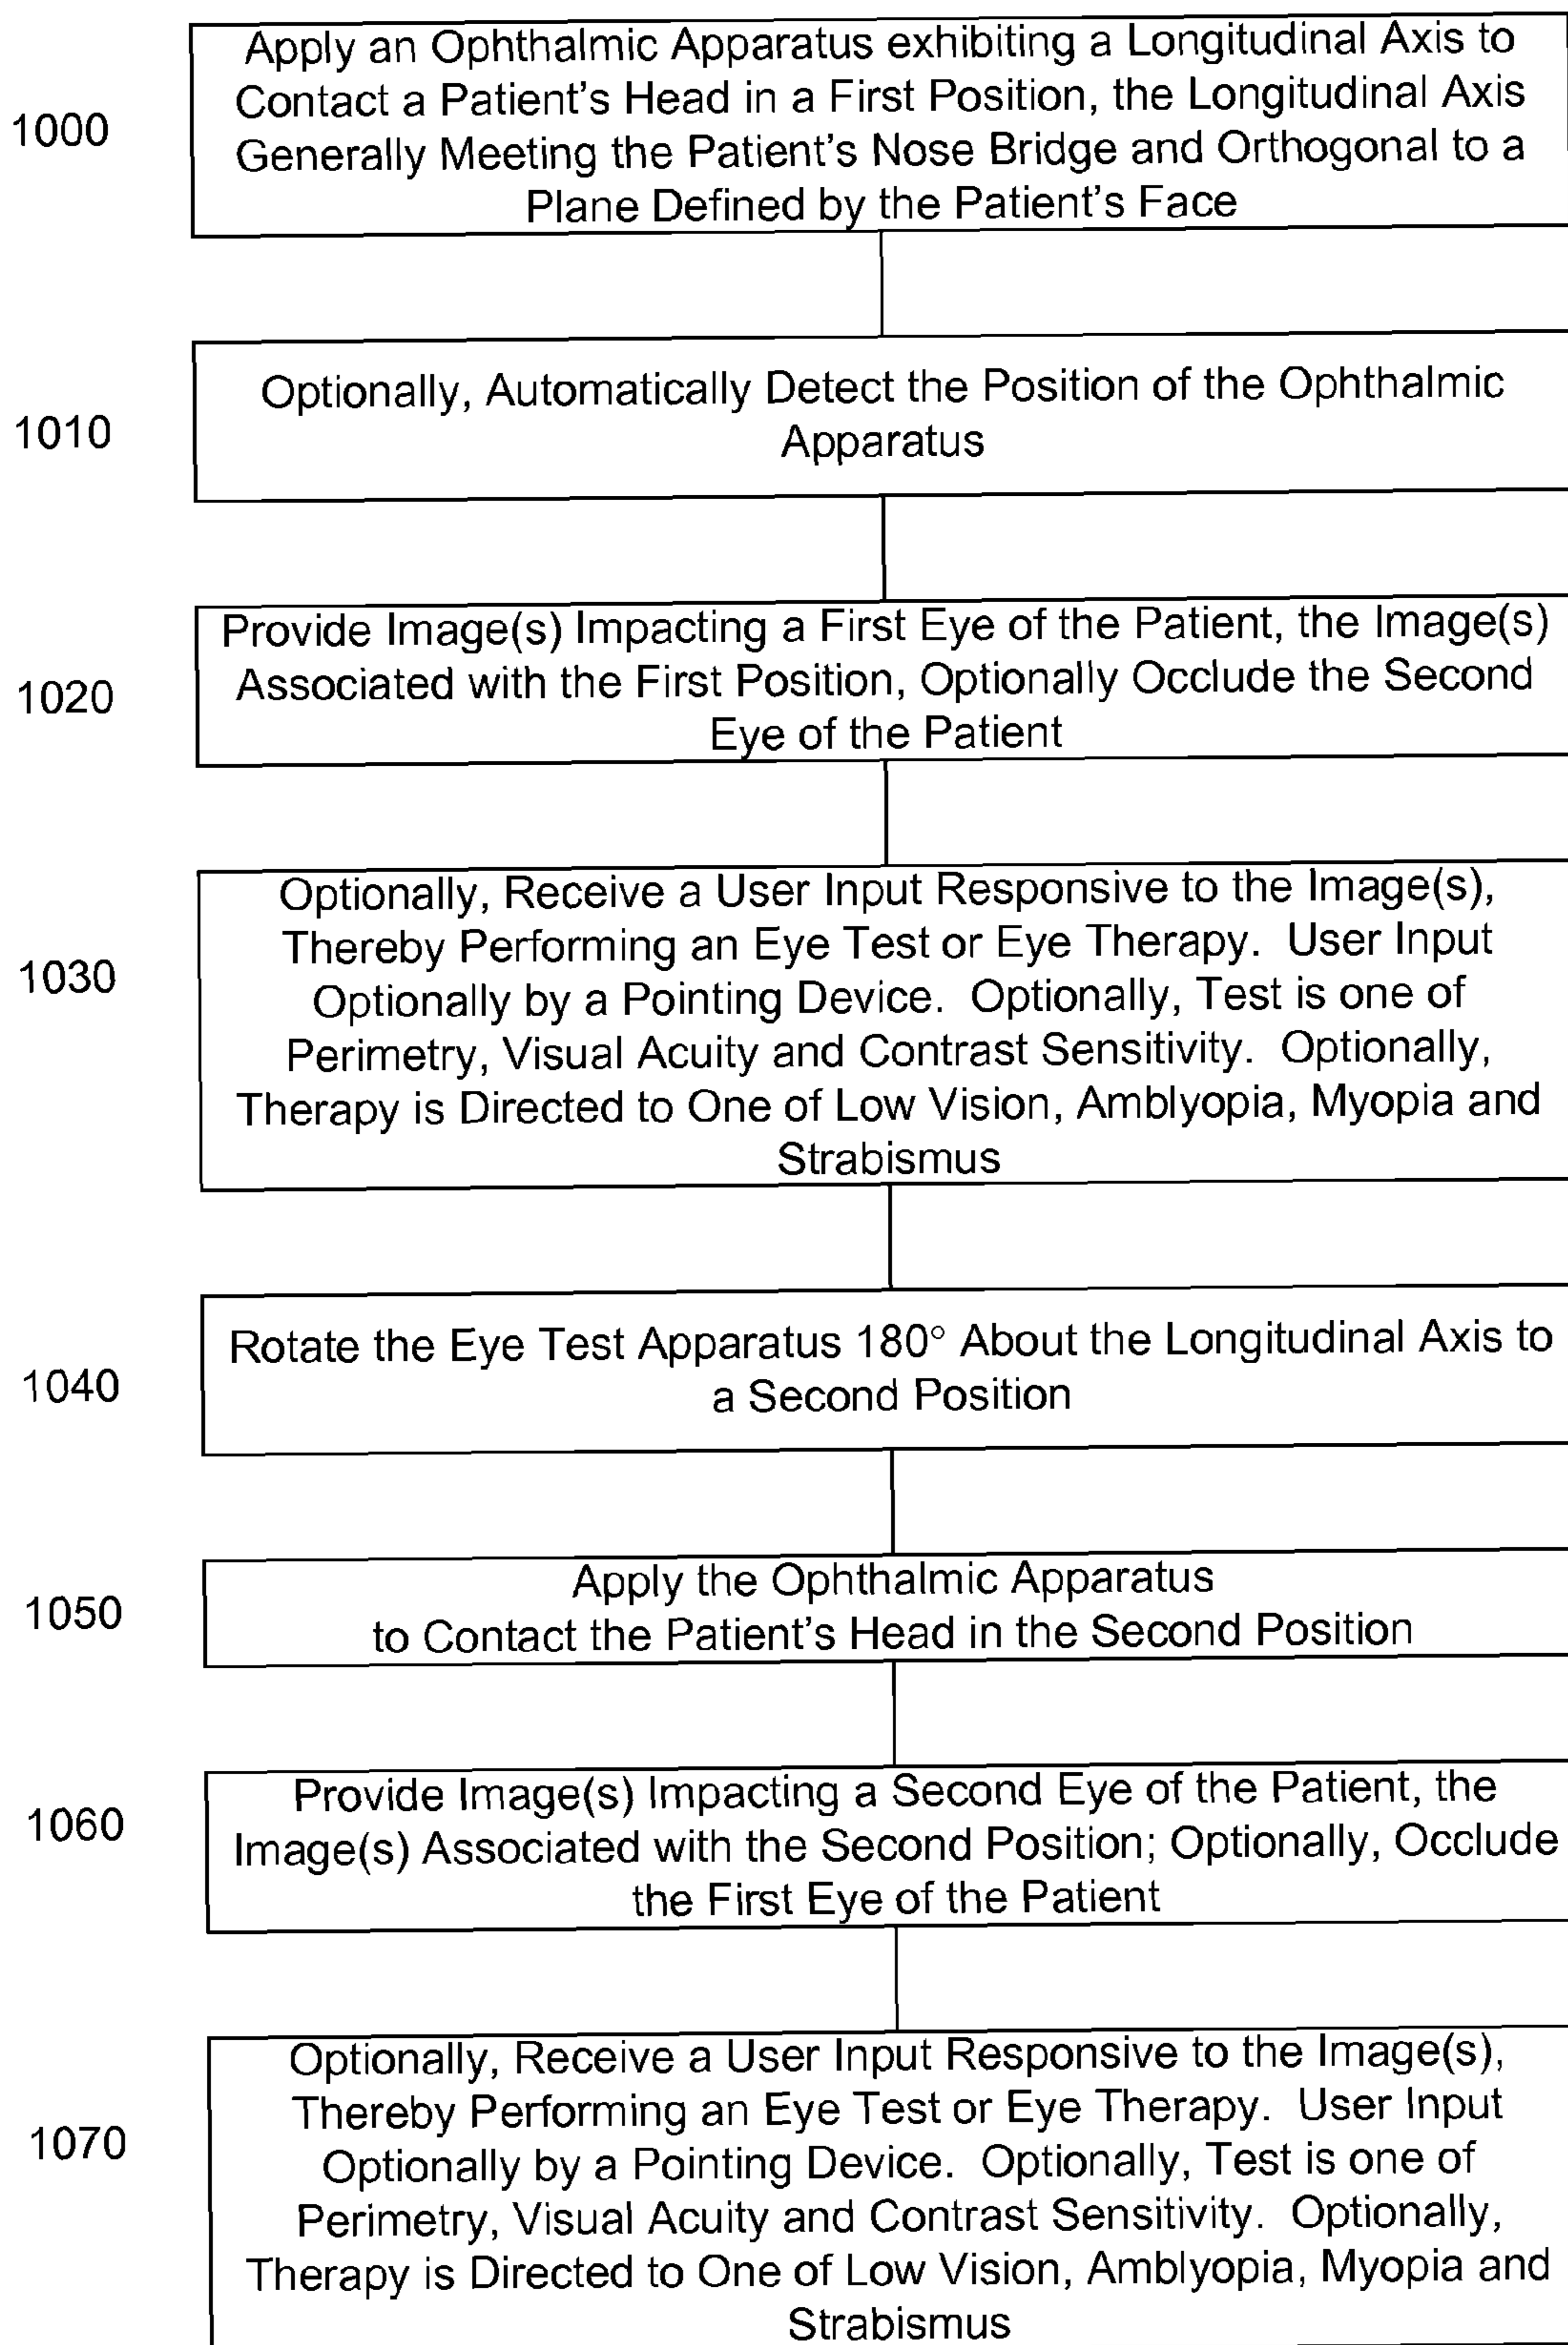 1000
Apply an Ophthalmic Apparatus exhibiting a Longitudinal Axis to
Contact a Patient's Head in a First Position, the Longitudinal Axis
Generally Meeting the Patient's Nose Bridge and Orthogonal to a
Plane Defined by the Patient's Face
1010
Optionally, Automatically Detect the Position of the Ophthalmic
Apparatus
1020
Provide Image(s) Impacting a First Eye of the Patient, the Image(s)
Associated with the First Position, Optionally Occlude the Second
Eye of the Patient
1030
Optionally, Receive a User Input Responsive to the Image(s),
Thereby Performing an Eye Test or Eye Therapy. User Input
Optionally by a Pointing Device. Optionally, Test is one of
Perimetry, Visual Acuity and Contrast Sensitivity. Optionally,
Therapy is Directed to One of Low Vision, Amblyopia, Myopia and
Strabismus
1040
Rotate the Eye Test Apparatus 180° About the Longitudinal Axis to
a Second Position
1050
Apply the Ophthalmic Apparatus
to Contact the Patient's Head in the Second Position
1060
Provide Image(s) Impacting a Second Eye of the Patient, the
Image(s) Associated with the Second Position; Optionally, Occlude
the First Eye of the Patient
1070
Optionally, Receive a User Input Responsive to the Image(s),
Thereby Performing an Eye Test or Eye Therapy. User Input
Optionally by a Pointing Device. Optionally, Test is one of
Perimetry, Visual Acuity and Contrast Sensitivity. Optionally,
Therapy is Directed to One of Low Vision, Amblyopia, Myopia and
Strabismus